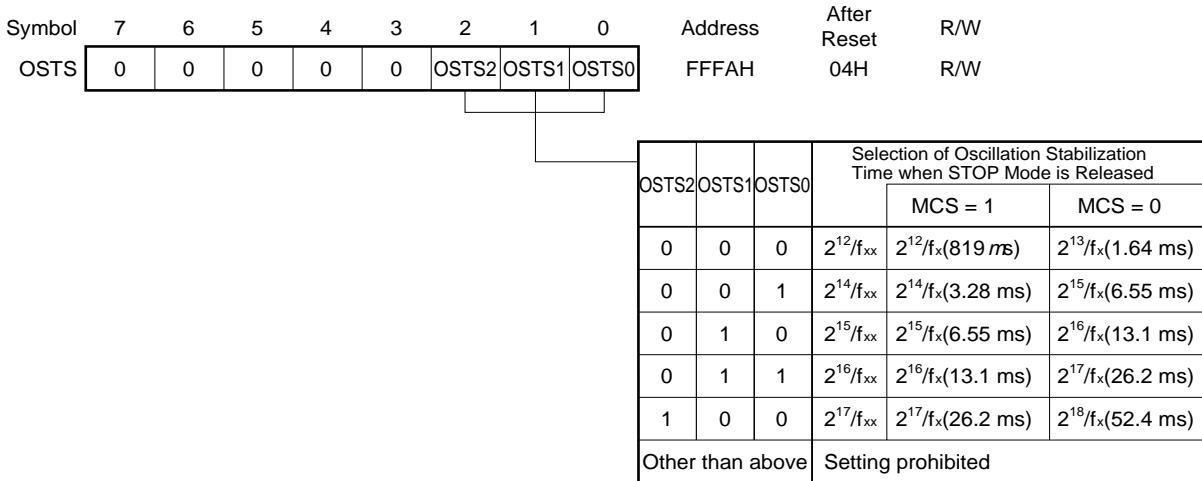 Symbol 7 6 5 4 3 2 1 0 Address After Reset R/W
OSTS 0 0 0 0 0 OSTS2 OSTS1 OSTS0 FFFAH 04H R/W
OSTS2 OSTS1 OSTS0 Selection of Oscillation Stabilization
Time when STOP Mode is Released
MCS = 1 MCS = 0
0 0 0 2^12/fxx 2^12/fx(819 ms) 2^13/fx(1.64 ms)
0 0 1 2^14/fxx 2^14/fx(3.28 ms) 2^15/fx(6.55 ms)
0 1 0 2^15/fxx 2^15/fx(6.55 ms) 2^16/fx(13.1 ms)
0 1 1 2^16/fxx 2^16/fx(13.1 ms) 2^17/fx(26.2 ms)
1 0 0 2^17/fxx 2^17/fx(26.2 ms) 2^18/fx(52.4 ms)
Other than above Setting prohibited